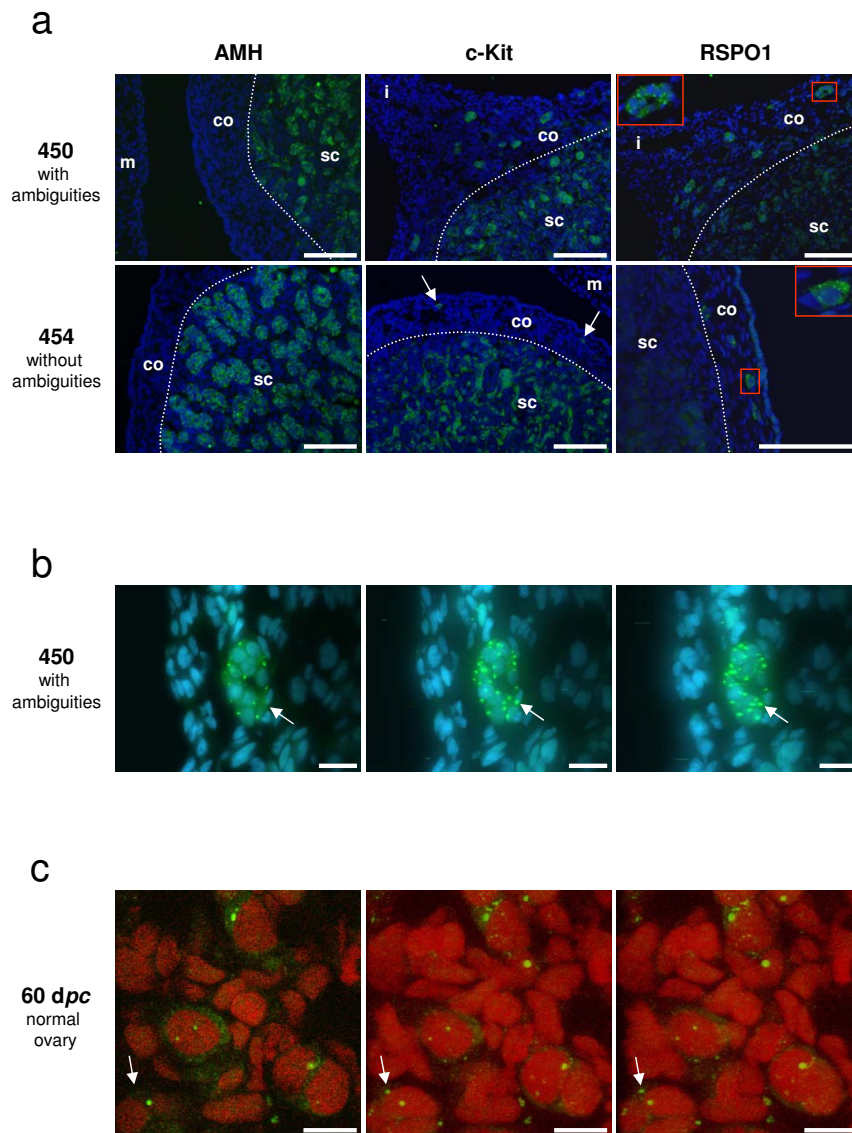 a
AMH c-Kit RSPO1
450
with
ambiguities
m co sc
i co sc
i co sc
454
without
ambiguities
co sc
m co sc
sc co
b
450
with
ambiguities
c
60 dpc
normal
ovary